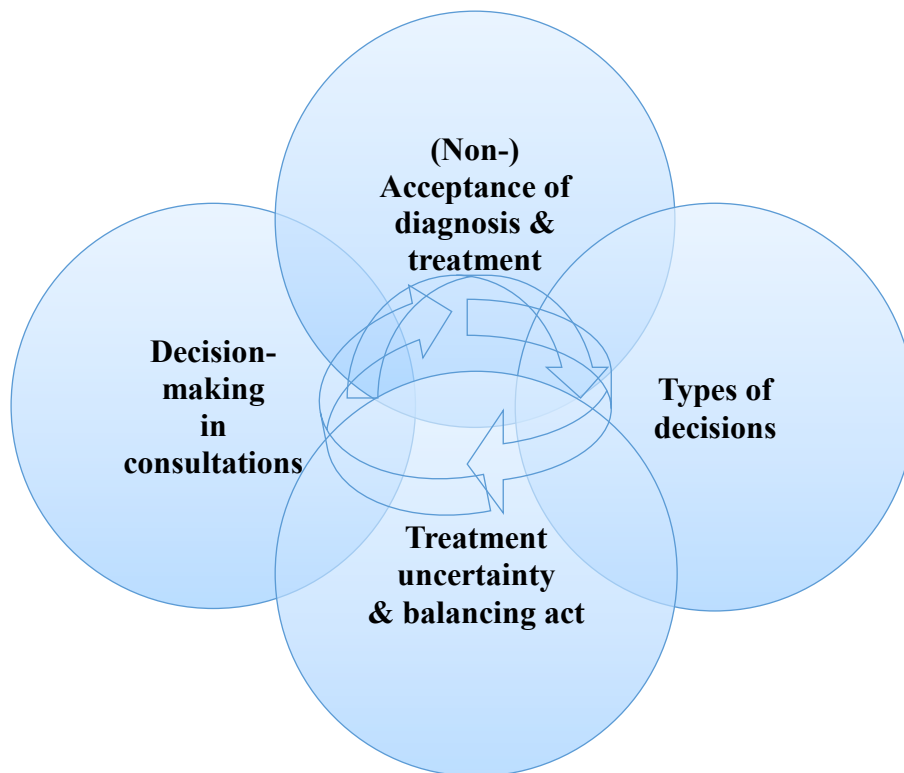 (Non-)
Acceptance of
diagnosis &
treatment
Decision-
making
in
consultations
Types of
decisions
Treatment
uncertainty
& balancing act